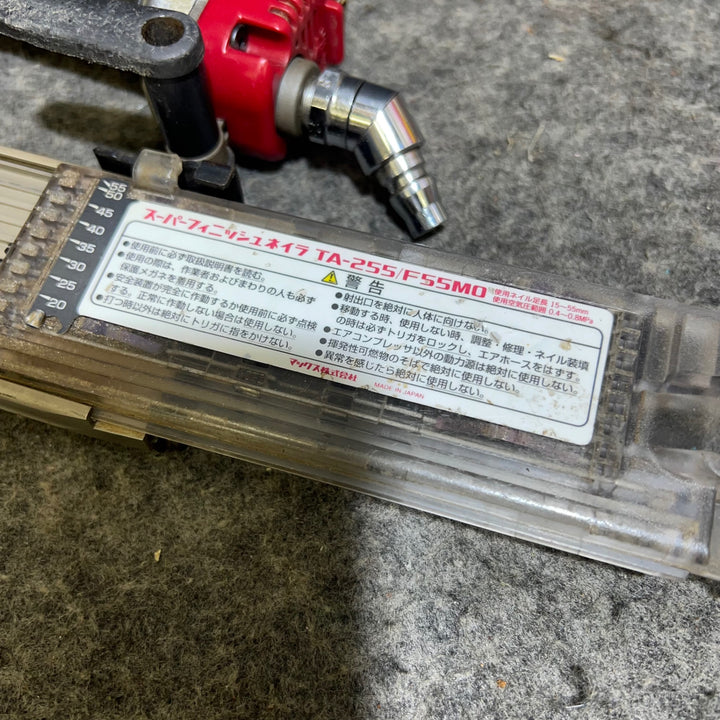 55
50
45
40
35
30
25
20
スーパーフィニッシュネイラ TA-255/F55MO
使用ネイル足長 15〜55mm
使用空気圧範囲 0.4〜0.8MPa
⚠ 警告
●使用前に必ず取扱説明書を読む。
●使用の際は、作業者およびまわりの人も必ず
保護メガネを着用する。
●安全装置が完全に作動するか使用前に必ず点検
する。正常に作動しない場合は使用しない。
●打つ時以外は絶対にトリガに指をかけない。
●射出口を絶対に人体に向けない。
●移動する時、使用しない時、調整・修理・ネイル装填
の時は必ずトリガをロックし、エアホースをはずす。
●エアコンプレッサ以外の動力源は絶対に使用しない。
●揮発性可燃物のそばで絶対に使用しない。
●異常を感じたら絶対に使用しない。
マックス株式会社 MADE IN JAPAN